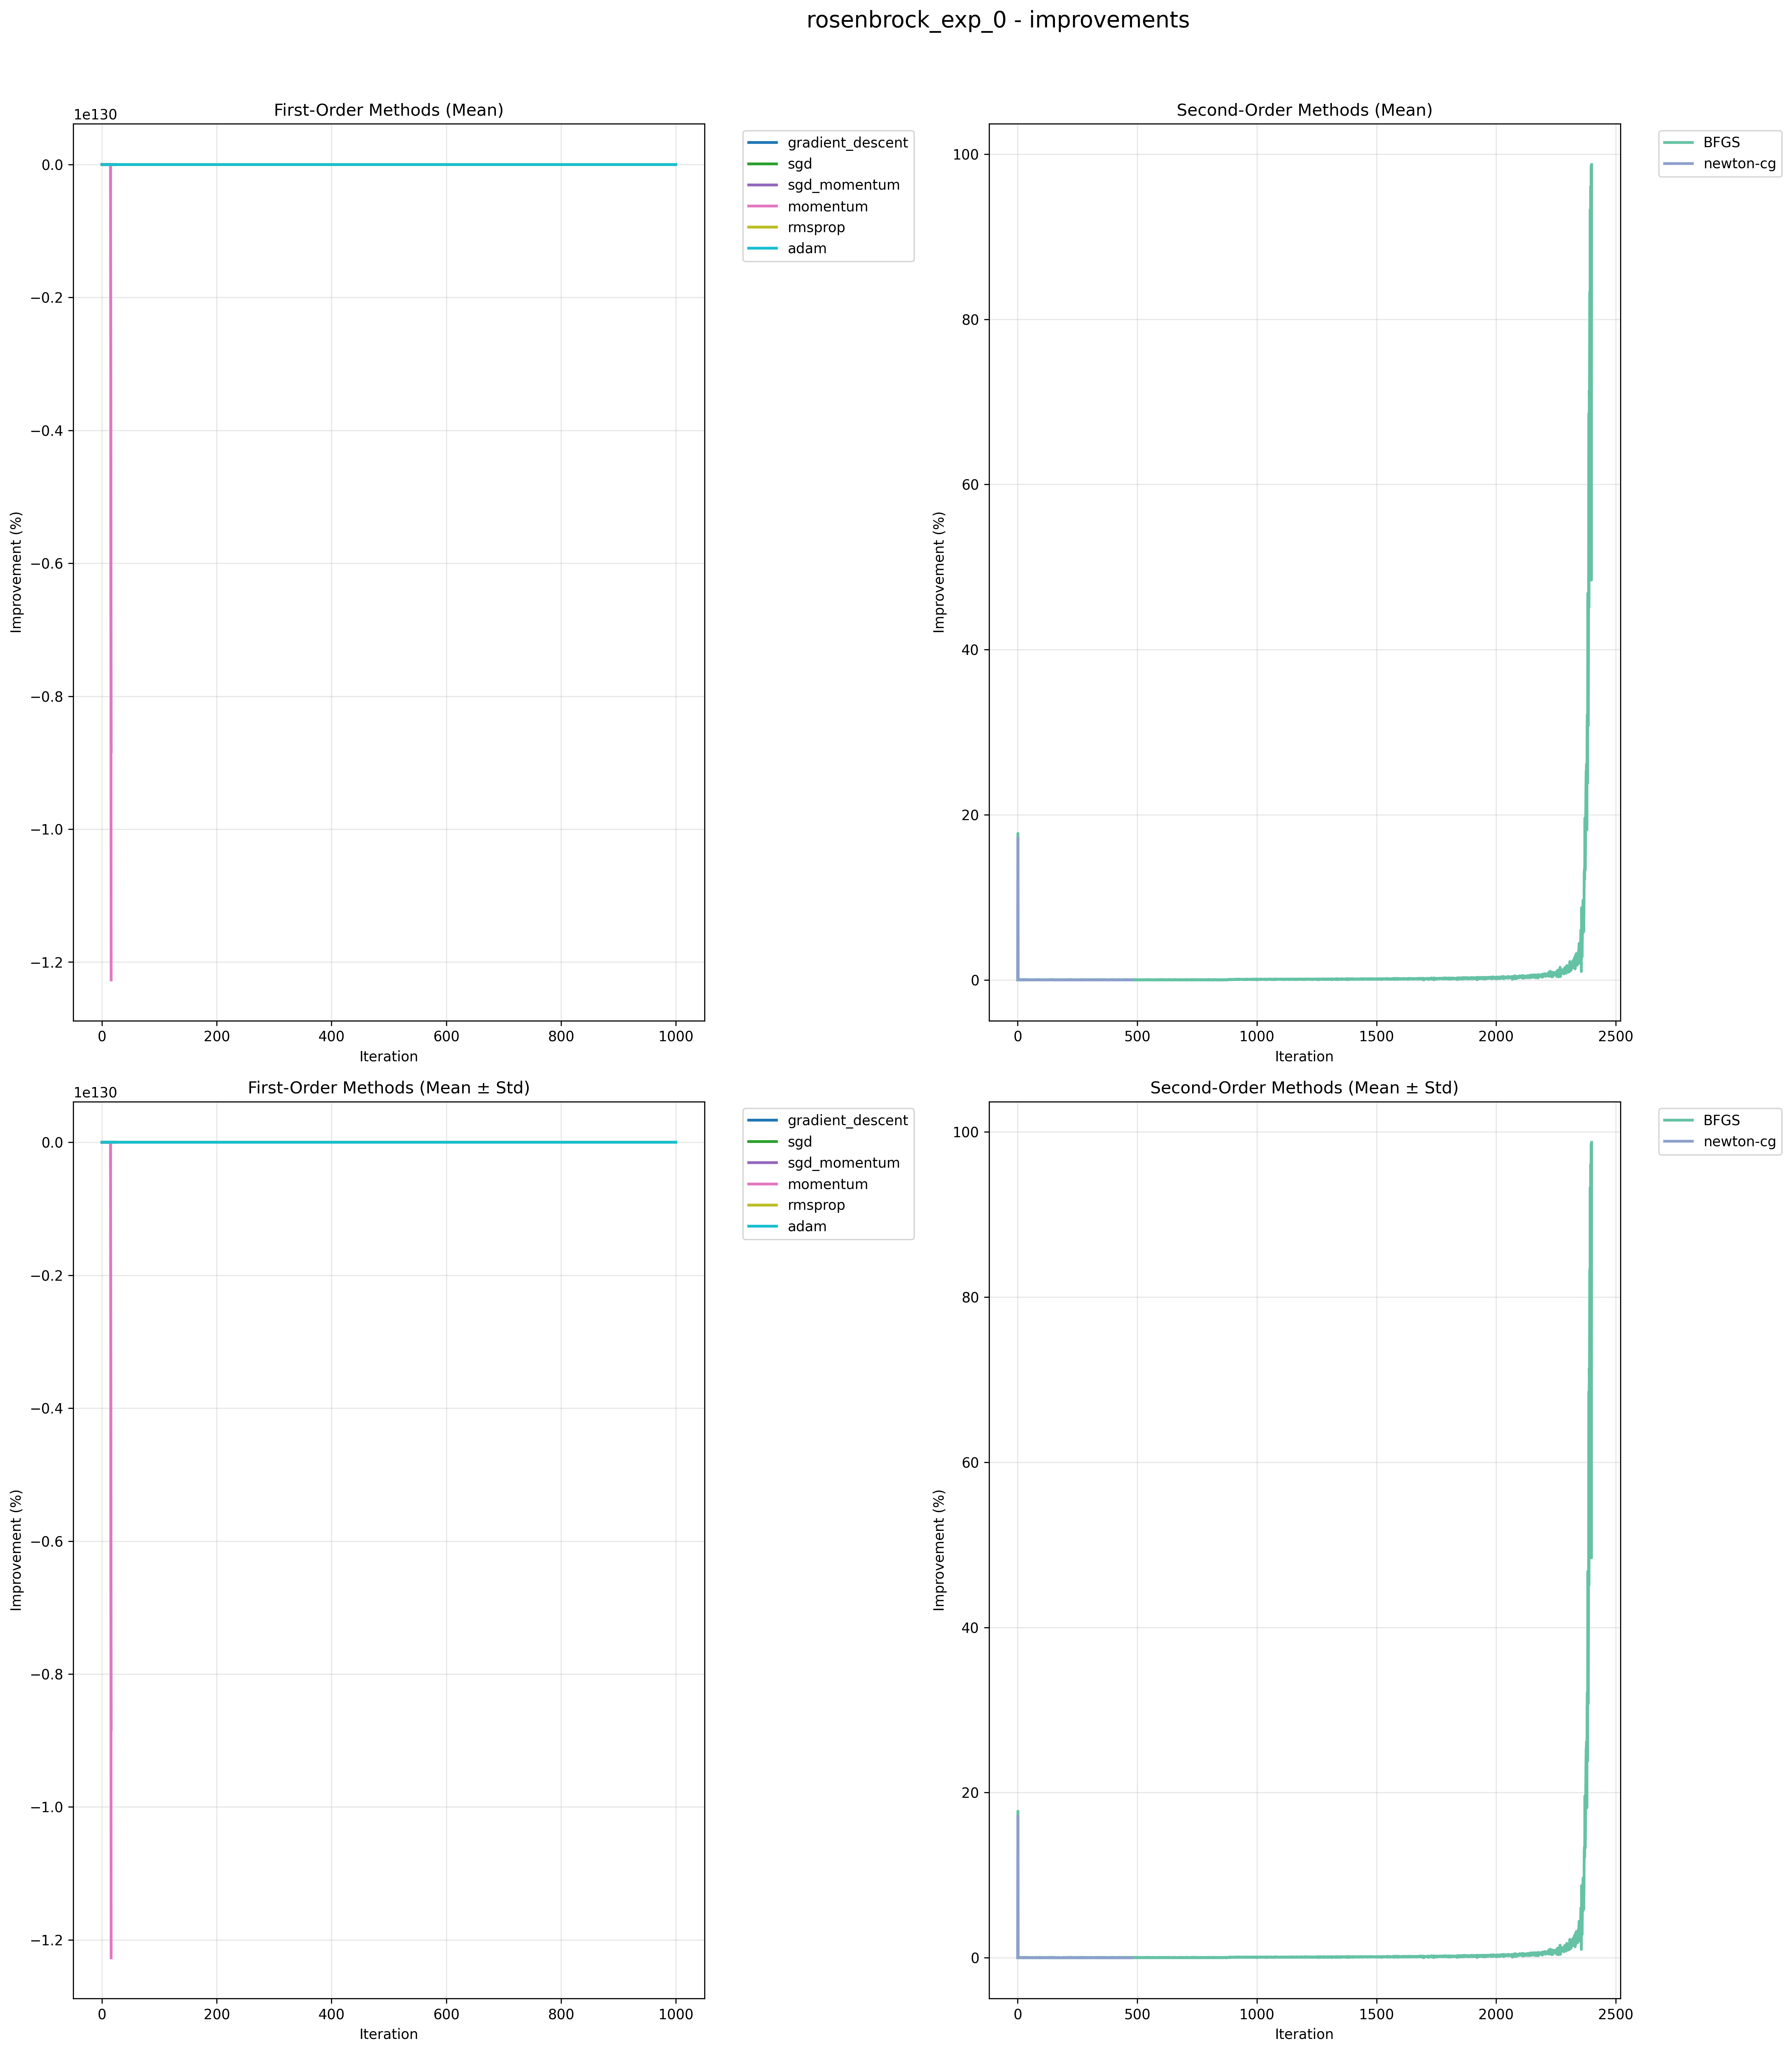 rosenbrock_exp_0 - improvements
First-Order Methods (Mean)
1e130
0.0
−0.2
−0.4
−0.6
−0.8
−1.0
−1.2
Improvement (%)
0 200 400 600 800 1000
Iteration
gradient_descent
sgd
sgd_momentum
momentum
rmsprop
adam
Second-Order Methods (Mean)
100
80
60
40
20
0
Improvement (%)
0 500 1000 1500 2000 2500
Iteration
BFGS
newton-cg
First-Order Methods (Mean ± Std)
1e130
0.0
−0.2
−0.4
−0.6
−0.8
−1.0
−1.2
Improvement (%)
0 200 400 600 800 1000
Iteration
gradient_descent
sgd
sgd_momentum
momentum
rmsprop
adam
Second-Order Methods (Mean ± Std)
100
80
60
40
20
0
Improvement (%)
0 500 1000 1500 2000 2500
Iteration
BFGS
newton-cg